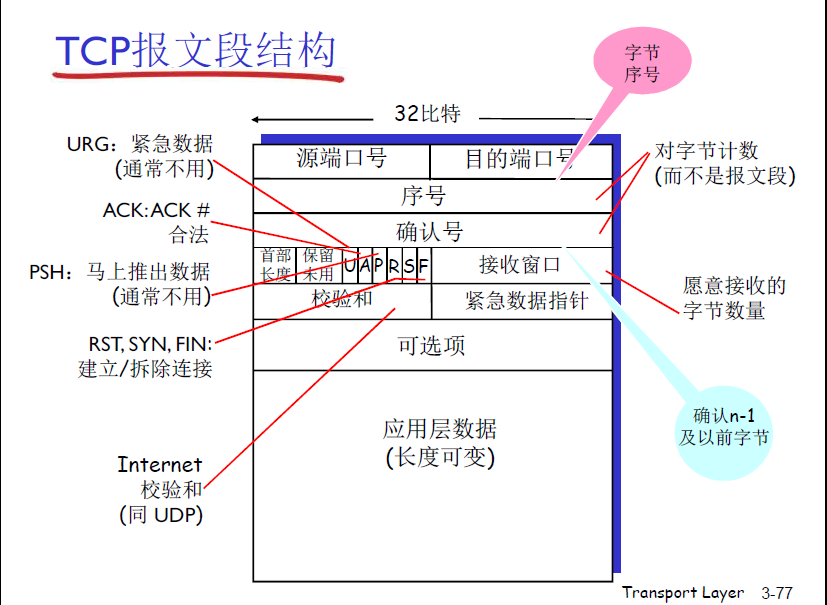 TCP报文段结构
字节
序号
32比特
URG：紧急数据
(通常不用)
源端口号
目的端口号
对字节计数
(而不是报文段)
序号
ACK:ACK #
合法
确认号
首部
长度
保留
未用
U
A
P
R
S
F
接收窗口
PSH：马上推出数据
(通常不用)
愿意接收的
字节数量
校验和
紧急数据指针
RST, SYN, FIN:
建立/拆除连接
可选项
确认n-1
及以前字节
应用层数据
(长度可变)
Internet
校验和
(同 UDP)
Transport Layer
3-77